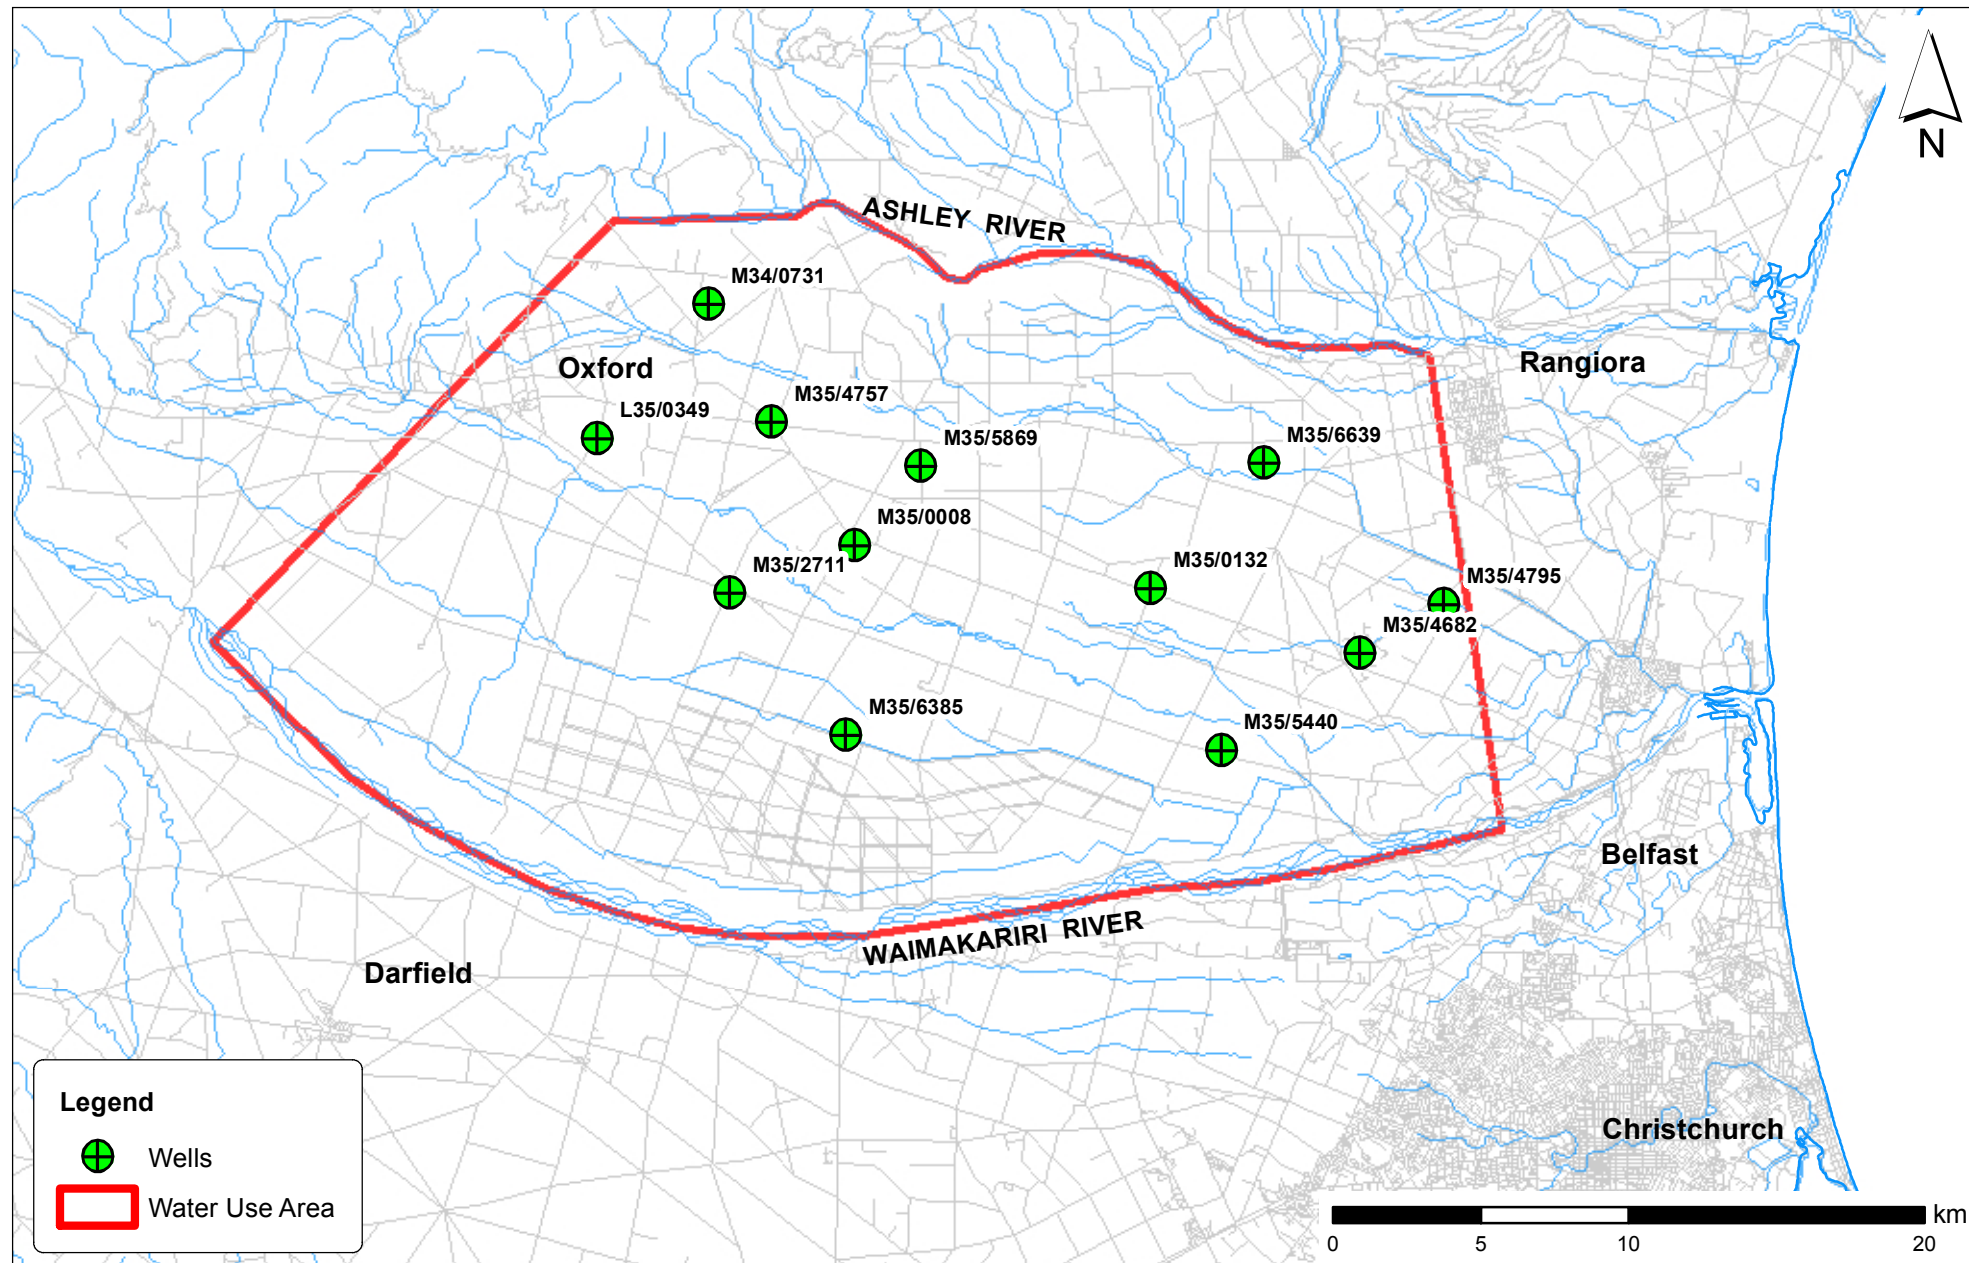 N
ASHLEY RIVER
M34/0731
Oxford
Rangiora
M35/4757
L35/0349
M35/5869
M35/6639
M35/0008
M35/2711
M35/0132
M35/4795
M35/4682
M35/6385
M35/5440
Belfast
WAIMAKARIRI RIVER
Darfield
Christchurch
Legend
Wells
Water Use Area
km
0 5 10 20